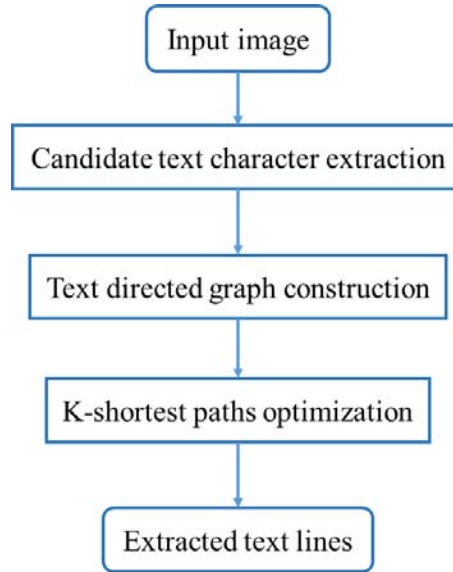 Input image
Candidate text character extraction
Text directed graph construction
K-shortest paths optimization
Extracted text lines